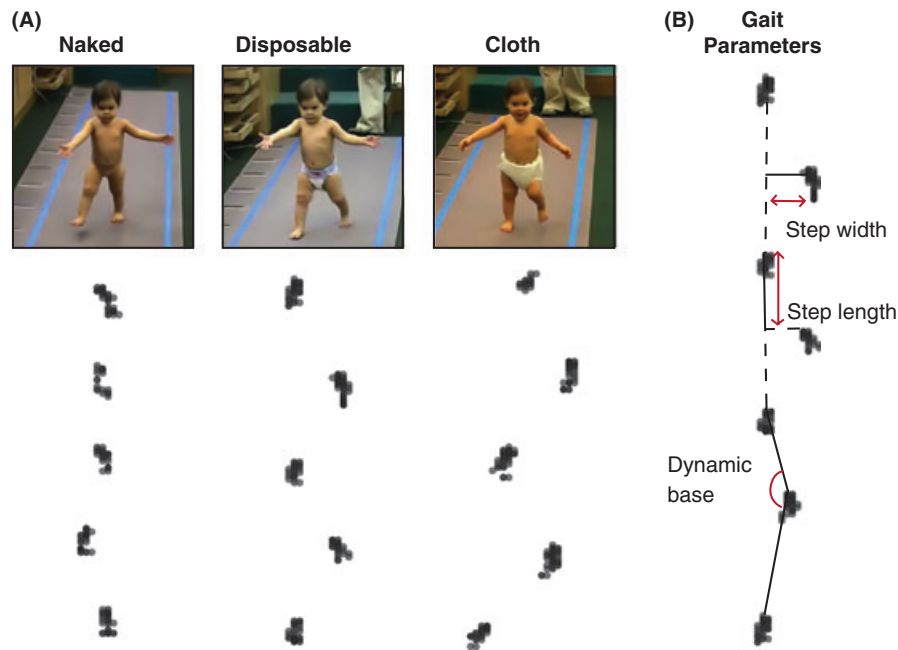 (A)
Naked
Disposable
Cloth
(B)
Gait
Parameters
Step width
Step length
Dynamic
base